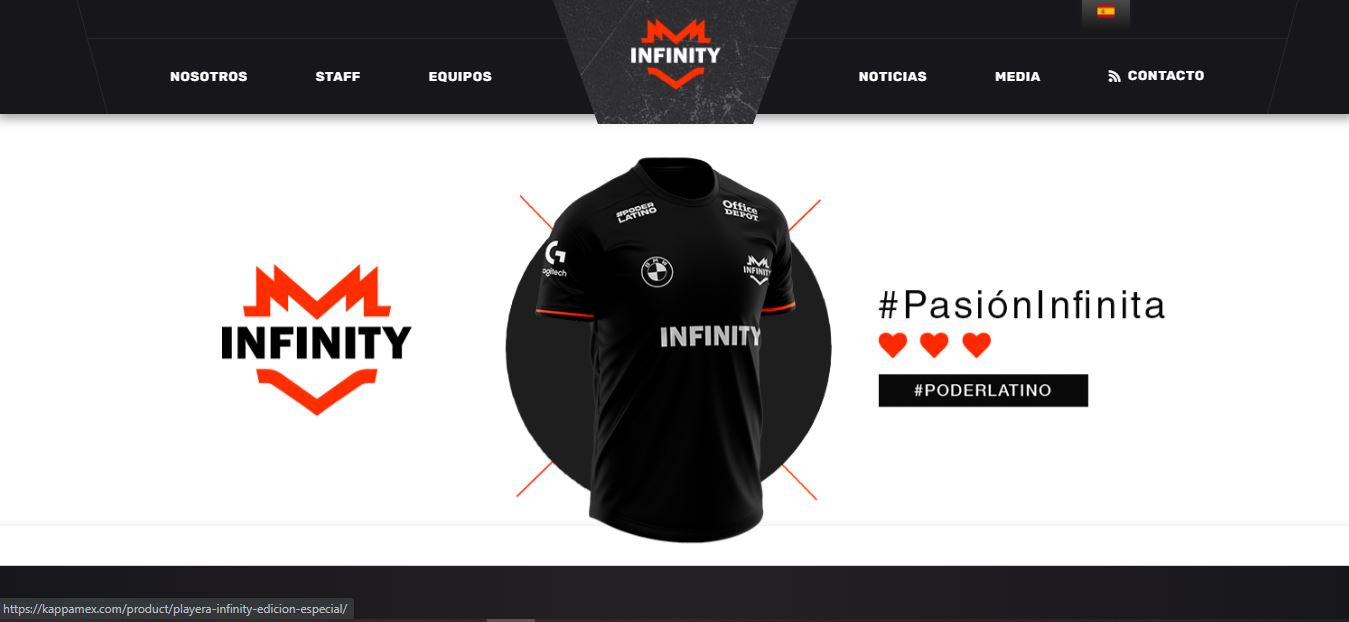 INFINITY
NOSOTROS
STAFF
EQUIPOS
NOTICIAS
MEDIA
CONTACTO
#PODER
LATINO
Office
DEPOT
logitech
BMW
INFINITY
INFINITY
INFINITY
#PasiónInfinita
#PODERLATINO
https://kappamex.com/product/playera-infinity-edicion-especial/